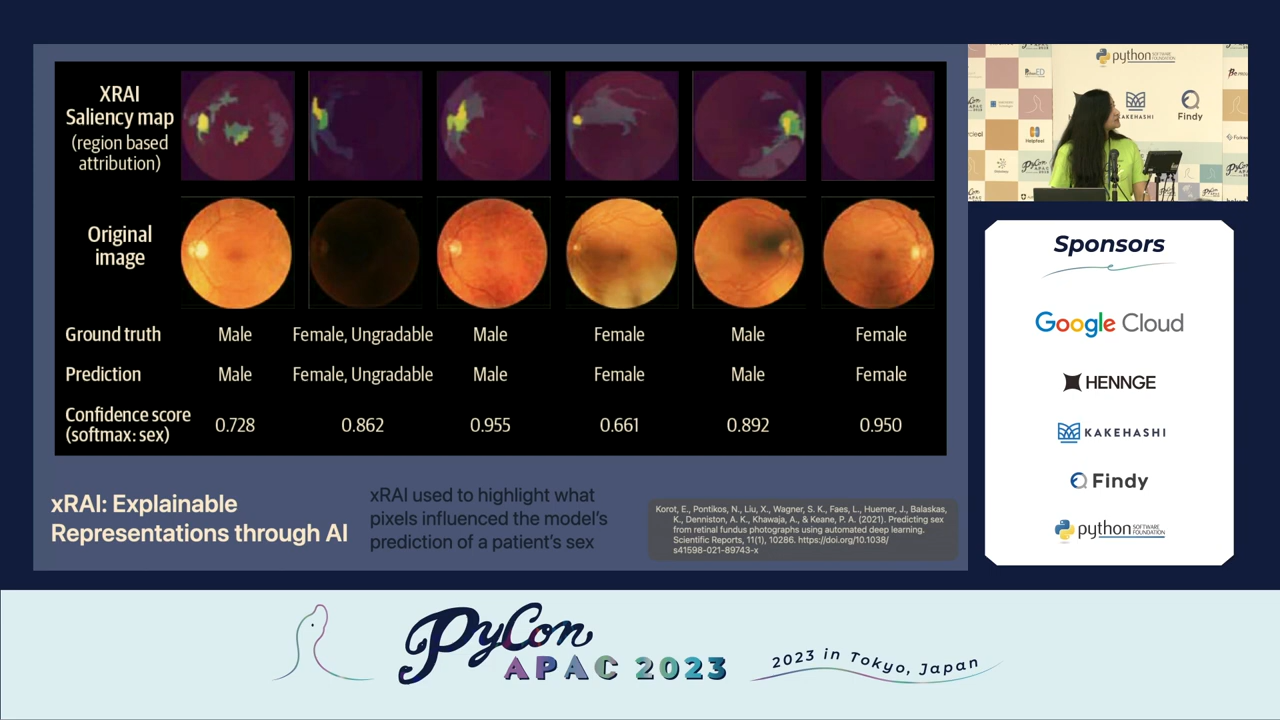 XRAI
Saliency map
(region based
attribution)
Original
image
Ground truth Male Female, Ungradable Male Female Male Female
Prediction Male Female, Ungradable Male Female Male Female
Confidence score
(softmax: sex) 0.728 0.862 0.955 0.661 0.892 0.950
xRAI: Explainable
Representations through AI
xRAI used to highlight what
pixels influenced the model's
prediction of a patient's sex
Korot, E., Pontikos, N., Liu, X., Wagner, S. K., Faes, L., Huemer, J., Balaskas,
K., Denniston, A. K., Khawaja, A., & Keane, P. A. (2021). Predicting sex
from retinal fundus photographs using automated deep learning.
Scientific Reports, 11(1), 10286. https://doi.org/10.1038/
s41598-021-89743-x
python SOFTWARE FOUNDATION
KAKEHASHI
Findy
Sponsors
Google Cloud
HENNGE
KAKEHASHI
Findy
python SOFTWARE FOUNDATION
PyCon
APAC 2023
2023 in Tokyo, Japan